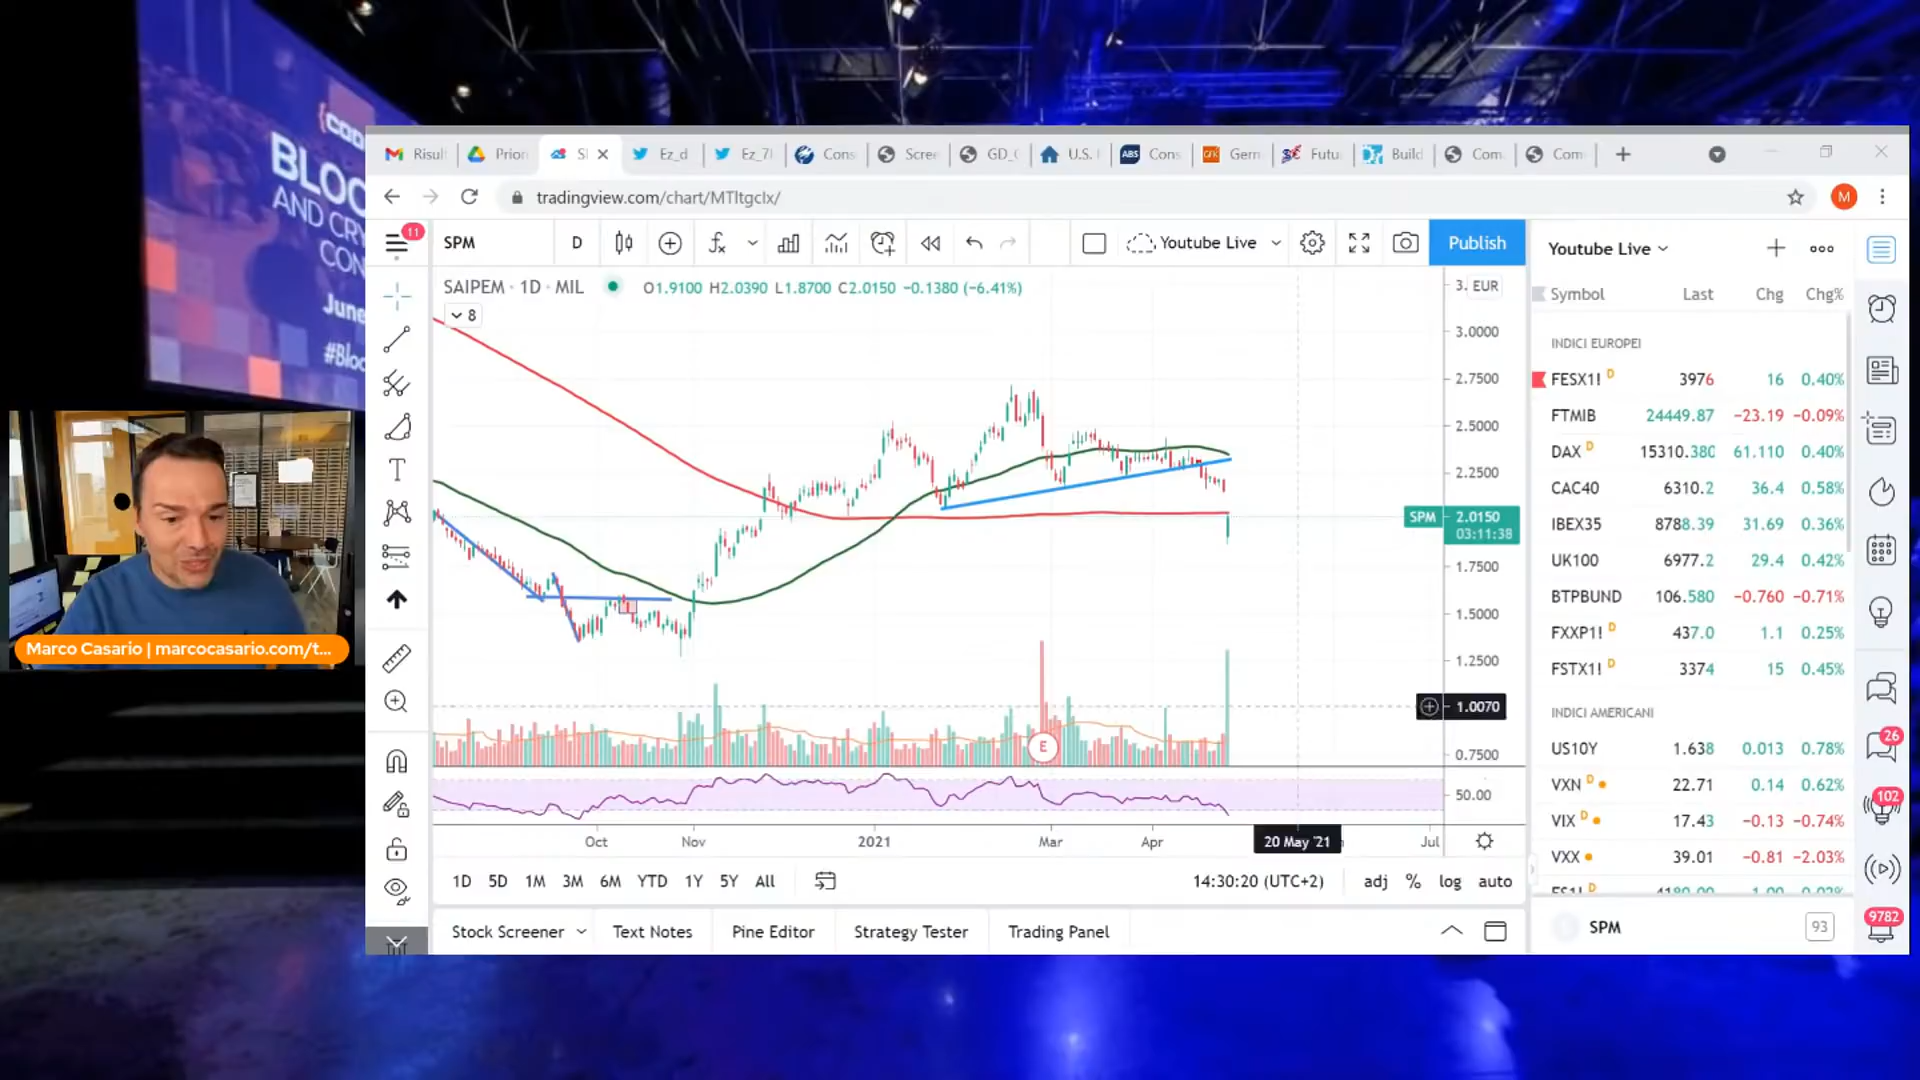 BLOC
AND CRY
CON
June
#Bloc
Marco Casario | marcocasario.com/t...
Risult
Prior
Ez_d
Ez_7
Cons
Scree
GD_
U.S.
ABS
Cons
Germ
Futu
Build
Com
Com
tradingview.com/chart/MTltgclx/
M
11
SPM
D
Youtube Live
Publish
SAIPEM · 1D · MIL
O1.9100 H2.0390 L1.8700 C2.0150 −0.1380 (−6.41%)
8
EUR
3.0000
2.7500
2.5000
2.2500
SPM
2.0150
03:11:38
1.7500
1.5000
1.2500
1.0070
0.7500
E
50.00
Oct
Nov
2021
Mar
Apr
20 May '21
Jul
1D 5D 1M 3M 6M YTD 1Y 5Y All
14:30:20 (UTC+2)
adj % log auto
Stock Screener
Text Notes
Pine Editor
Strategy Tester
Trading Panel
Youtube Live
Symbol Last Chg Chg%
INDICI EUROPEI
FESX1! D 3976 16 0.40%
FTMIB 24449.87 −23.19 −0.09%
DAX D 15310.380 61.110 0.40%
CAC40 6310.2 36.4 0.58%
IBEX35 8788.39 31.69 0.36%
UK100 6977.2 29.4 0.42%
BTPBUND 106.580 −0.760 −0.71%
FXXP1! D 437.0 1.1 0.25%
FSTX1! D 3374 15 0.45%
INDICI AMERICANI
US10Y 1.638 0.013 0.78%
VXN D 22.71 0.14 0.62%
VIX D 17.43 −0.13 −0.74%
VXX 39.01 −0.81 −2.03%
SPM
93
26
102
9782